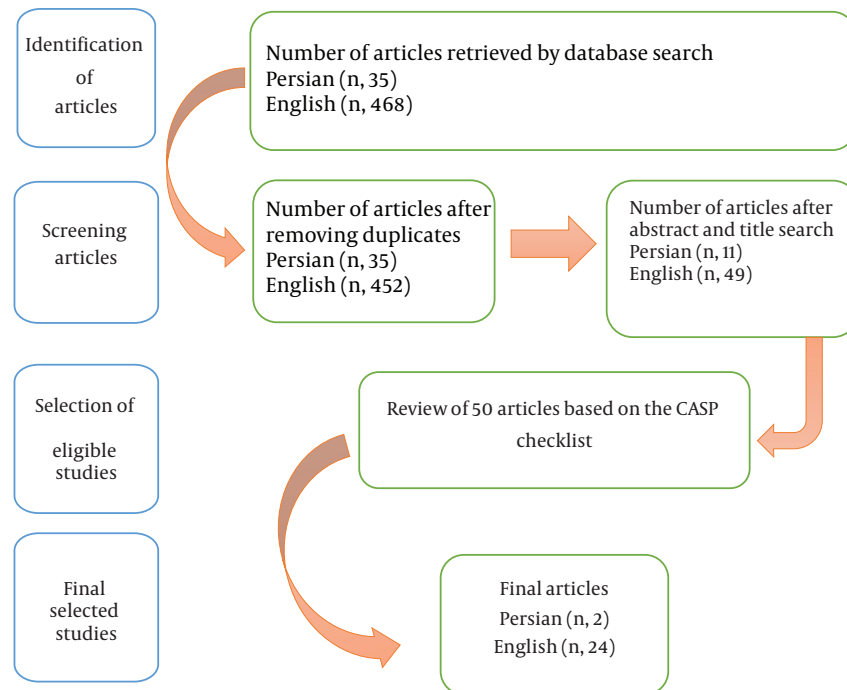 Identification
of
articles
Number of articles retrieved by database search
Persian (n, 35)
English (n, 468)
Screening
articles
Number of articles after
removing duplicates
Persian (n, 35)
English (n, 452)
Number of articles after
abstract and title search
Persian (n, 11)
English (n, 49)
Selection of
eligible
studies
Review of 50 articles based on the CASP
checklist
Final
selected
studies
Final articles
Persian (n, 2)
English (n, 24)